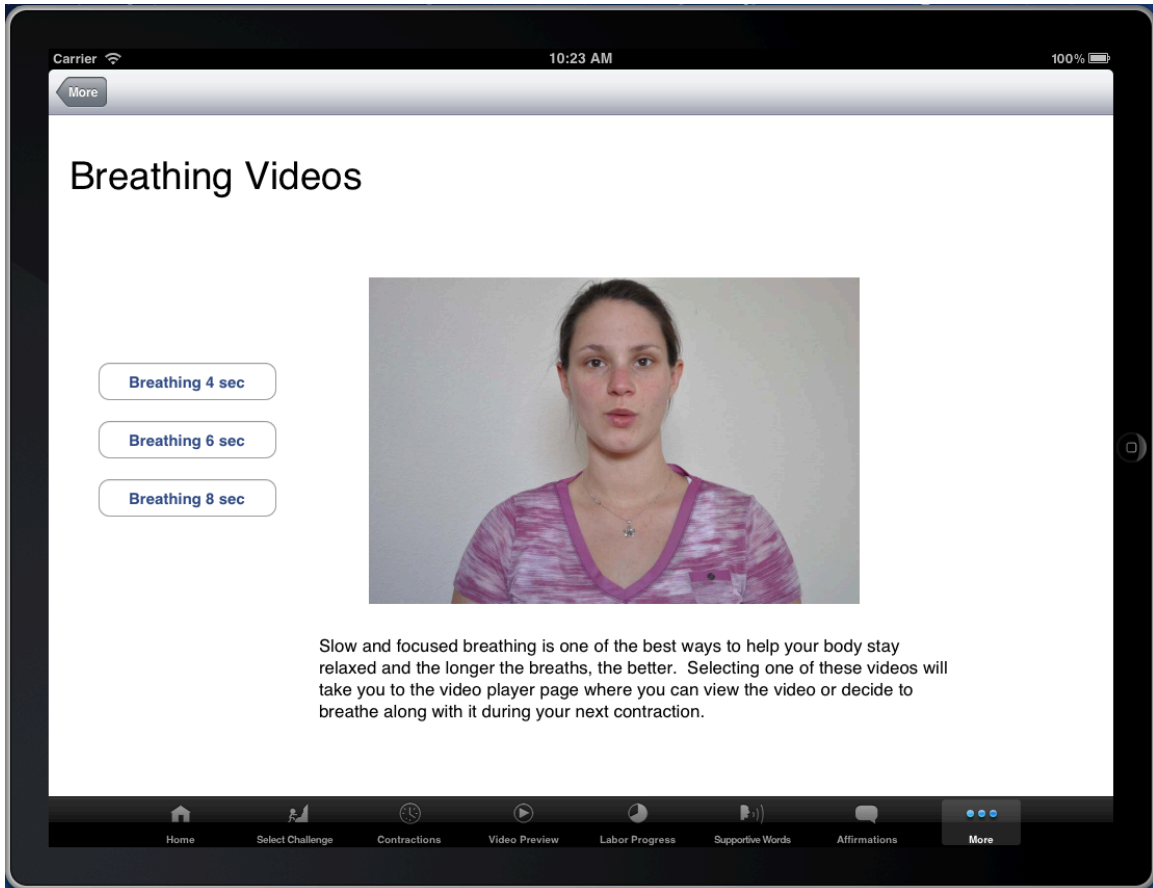 Carrier 10:23 AM 100%
More
Breathing Videos
Breathing 4 sec
Breathing 6 sec
Breathing 8 sec
Slow and focused breathing is one of the best ways to help your body stay
relaxed and the longer the breaths, the better.  Selecting one of these videos will
take you to the video player page where you can view the video or decide to
breathe along with it during your next contraction.
Home Select Challenge Contractions Video Preview Labor Progress Supportive Words Affirmations More